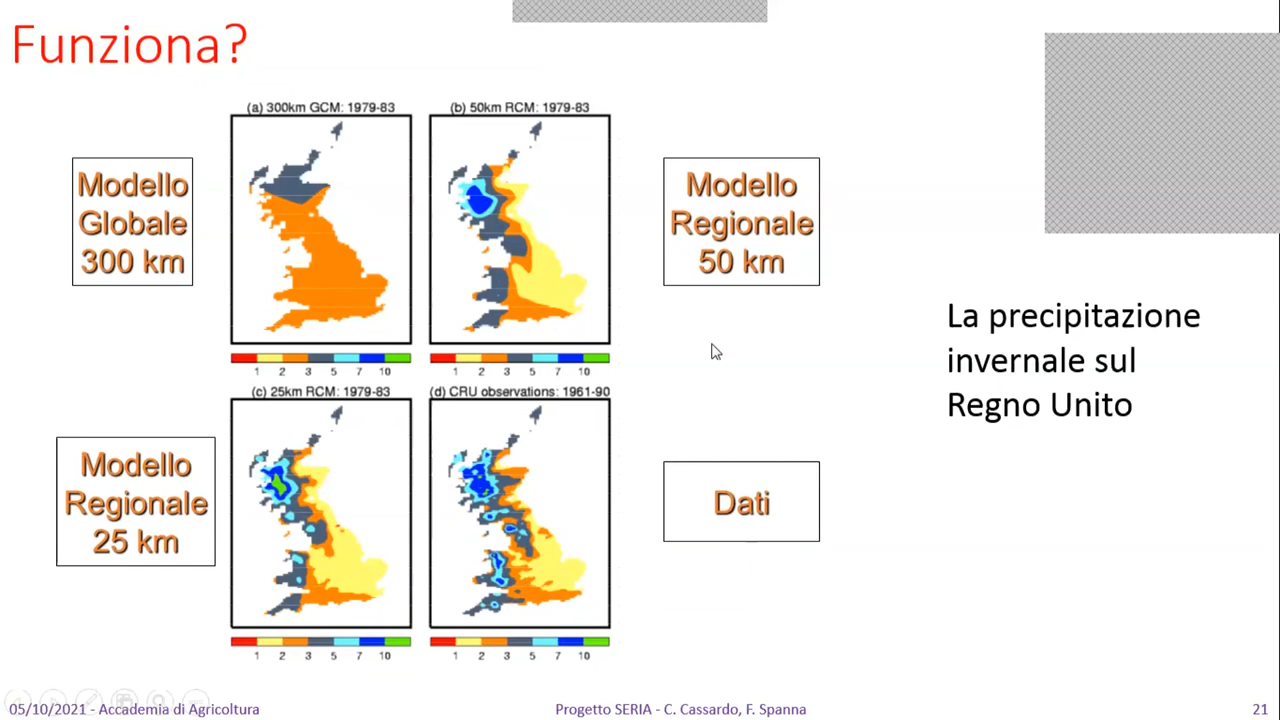 Funziona?
(a) 300km GCM: 1979-83
(b) 50km RCM: 1979-83
Modello
Globale
300 km
Modello
Regionale
50 km
1 2 3 5 7 10
1 2 3 5 7 10
La precipitazione
invernale sul
Regno Unito
(c) 25km RCM: 1979-83
(d) CRU observations: 1961-90
Modello
Regionale
25 km
Dati
1 2 3 5 7 10
1 2 3 5 7 10
05/10/2021 - Accademia di Agricoltura
Progetto SERIA - C. Cassardo, F. Spanna
21